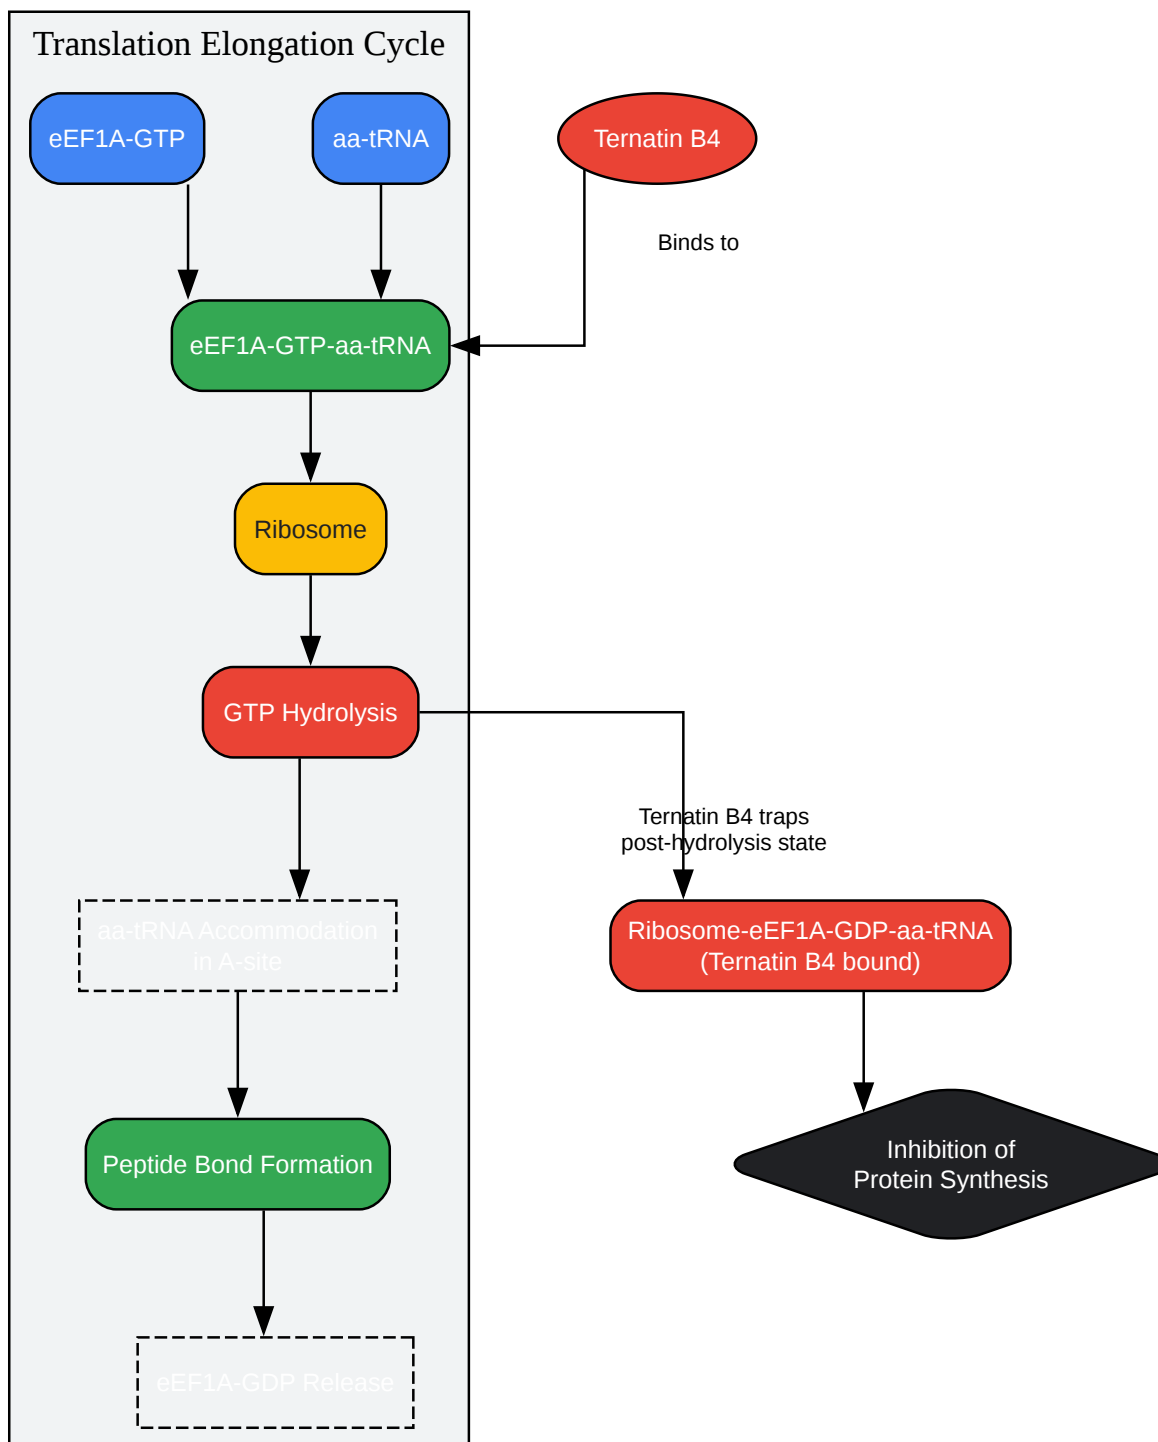 Translation Elongation Cycle
eEF1A-GTP
aa-tRNA
Ternatin B4
Binds to
eEF1A-GTP-aa-tRNA
Ribosome
GTP Hydrolysis
Ternatin B4 traps
post-hydrolysis state
aa-tRNA Accommodation
in A-site
Ribosome-eEF1A-GDP-aa-tRNA
(Ternatin B4 bound)
Peptide Bond Formation
Inhibition of
Protein Synthesis
eEF1A-GDP Release